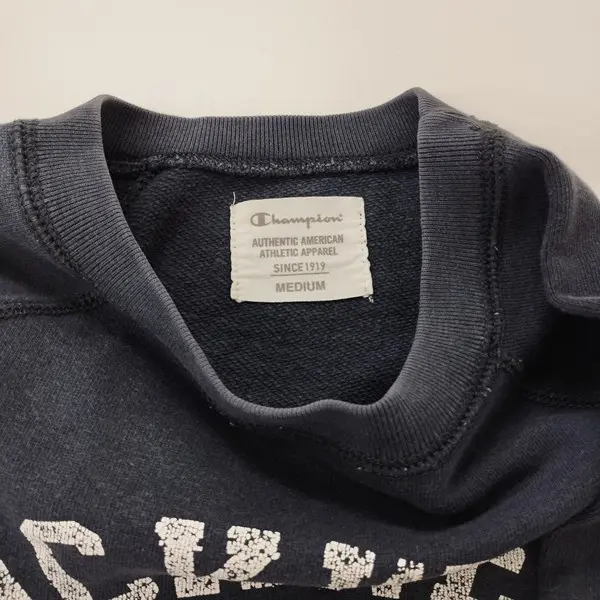 Champion
AUTHENTIC AMERICAN
ATHLETIC APPAREL
SINCE 1919
MEDIUM